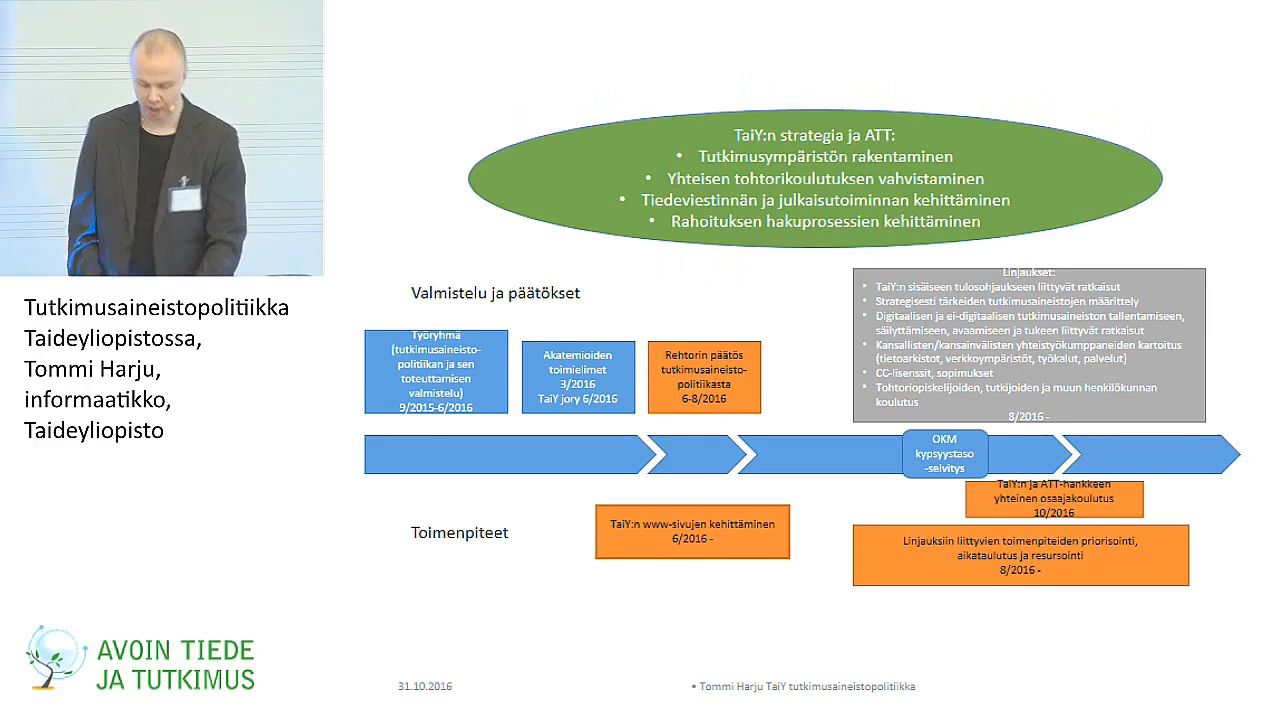 TaiY:n strategia ja ATT:
• Tutkimusympäristön rakentaminen
• Yhteisen tohtorikoulutuksen vahvistaminen
• Tiedeviestinnän ja julkaisutoiminnan kehittäminen
• Rahoituksen hakuprosessien kehittäminen
Tutkimusaineistopolitiikka
Taideyliopistossa,
Tommi Harju,
informaatikko,
Taideyliopisto
Valmistelu ja päätökset
Työryhmä
(tutkimusaineisto-
politiikan ja sen
toteuttamisen
valmistelu)
9/2015-6/2016
Akatemioiden
toimielimet
3/2016
TaiY jory 6/2016
Rehtorin päätös
tutkimusaineisto-
politiikasta
6-8/2016
Linjaukset:
• TaiY:n sisäiseen tulosohjaukseen liittyvät ratkaisut
• Strategisesti tärkeiden tutkimusaineistojen määrittely
• Digitaalisen ja ei-digitaalisen tutkimusaineiston tallentamiseen,
säilyttämiseen, avaamiseen ja tukeen liittyvät ratkaisut
• Kansallisten/kansainvälisten yhteistyökumppaneiden kartoitus
(tietoarkistot, verkkoympäristöt, työkalut, palvelut)
• CC-lisenssit, sopimukset
• Tohtoriopiskelijoiden, tutkijoiden ja muun henkilökunnan
koulutus
8/2016 -
OKM
kypsyystaso
-selvitys
TaiY:n ja ATT-hankkeen
yhteinen osaajakoulutus
10/2016
Toimenpiteet
TaiY:n www-sivujen kehittäminen
6/2016 -
Linjauksiin liittyvien toimenpiteiden priorisointi,
aikataulutus ja resursointi
8/2016 -
AVOIN TIEDE
JA TUTKIMUS
31.10.2016
• Tommi Harju TaiY tutkimusaineistopolitiikka